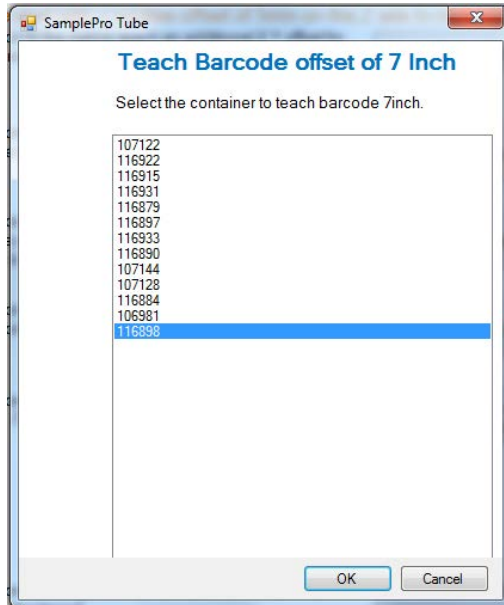 SamplePro Tube
Teach Barcode offset of 7 Inch
Select the container to teach barcode 7inch.
107122
116922
116915
116931
116879
116897
116933
116890
107144
107128
116884
106981
116898
OK
Cancel